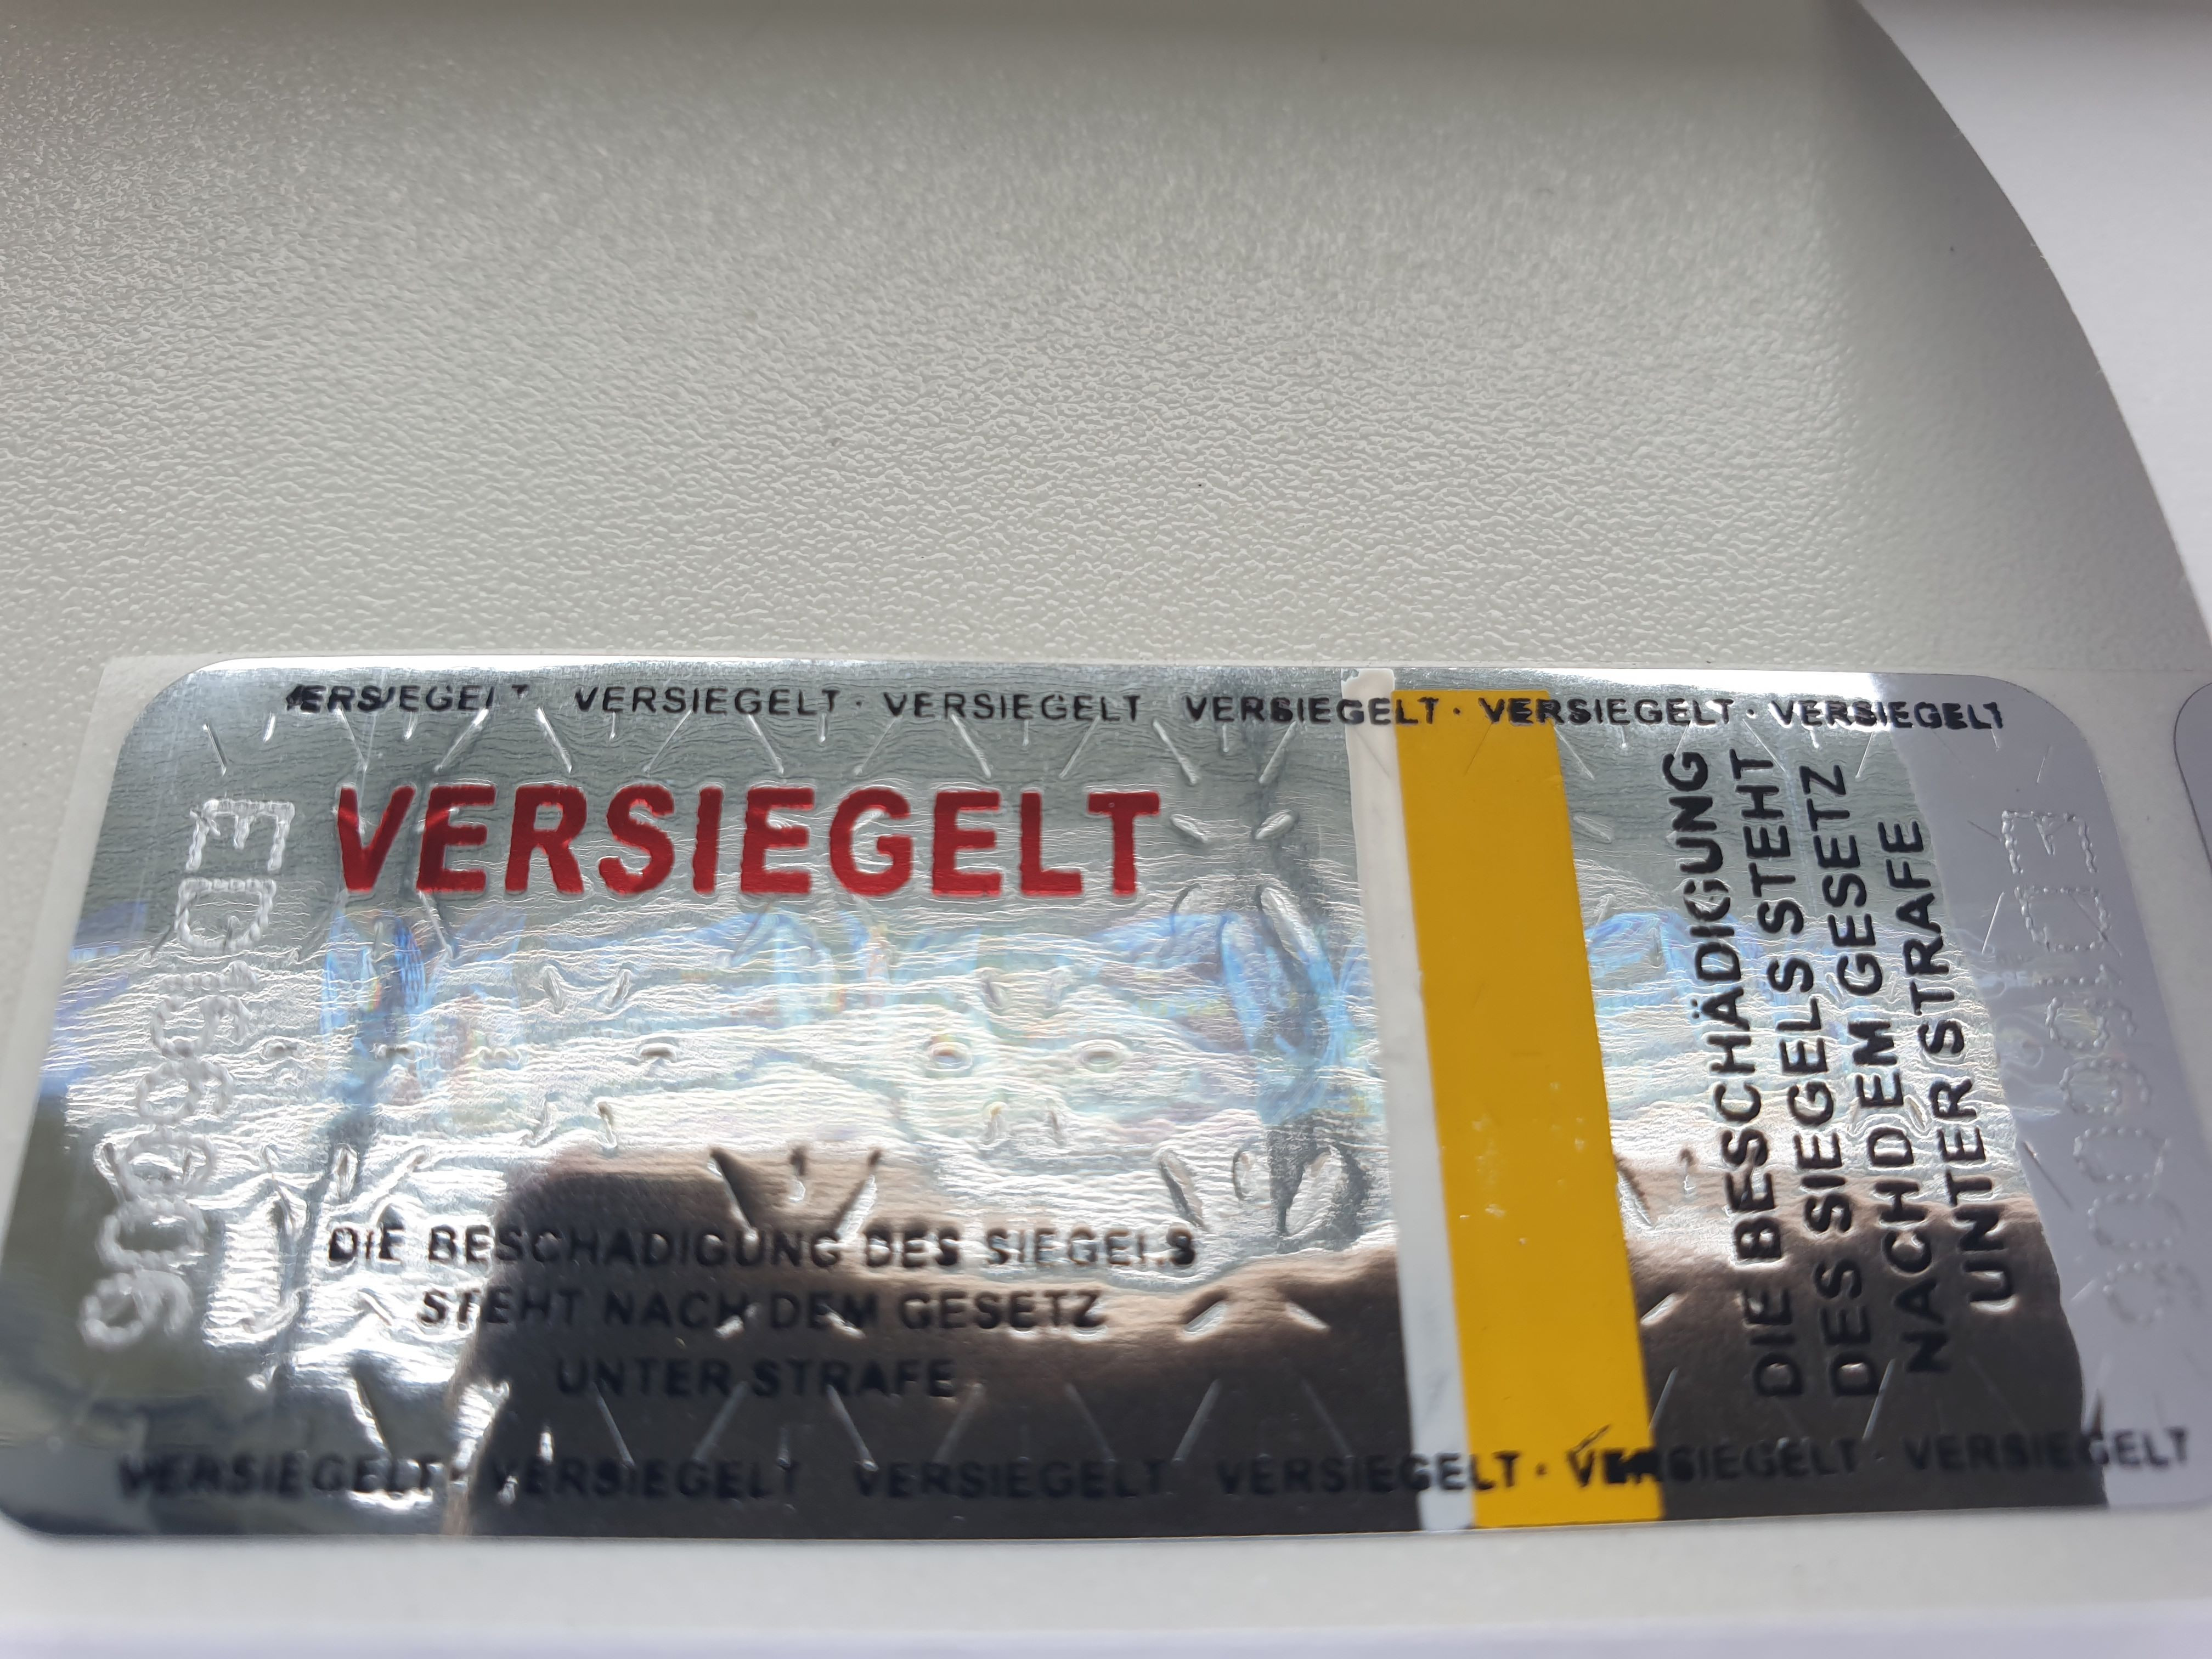 VERSIEGELT VERSIEGELT · VERSIEGELT VERSIEGELT · VERSIEGELT · VERSIEGELT
VERSIEGELT
DIE BESCHADIGUNG DES SIEGELS
STEHT NACH DEM GESETZ
UNTER STRAFE
DIE BESCHÄDIGUNG
DES SIEGELS STEHT
NACH DEM GESETZ
UNTER STRAFE
VERSIEGELT · VERSIEGELT VERSIEGELT VERSIEGELT · VERSIEGELT · VERSIEGELT